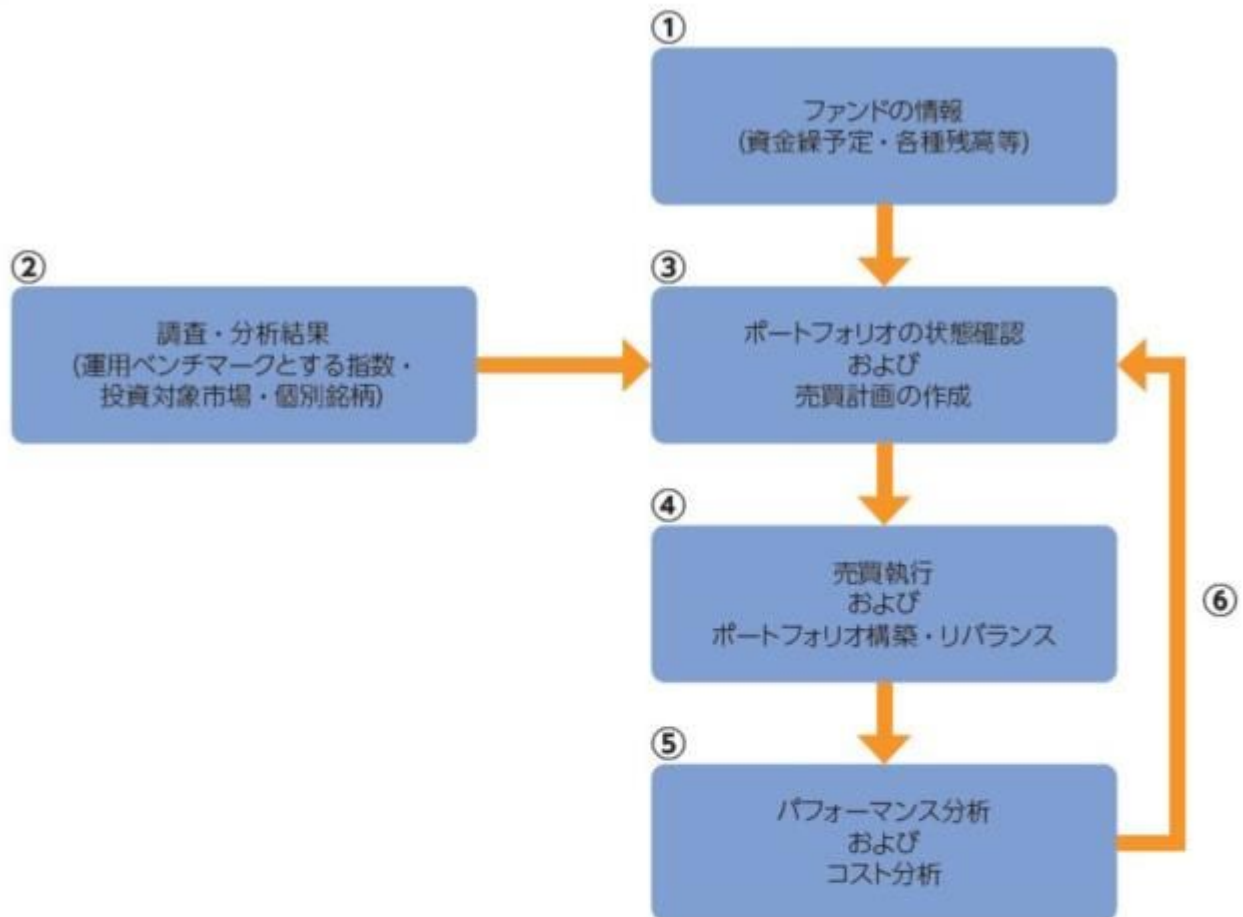 ①
ファンドの情報
(資金繰予定・各種残高等)
②
調査・分析結果
(運用ベンチマークとする指数・
投資対象市場・個別銘柄)
③
ポートフォリオの状態確認
および
売買計画の作成
④
売買執行
および
ポートフォリオ構築・リバランス
⑤
パフォーマンス分析
および
コスト分析
⑥